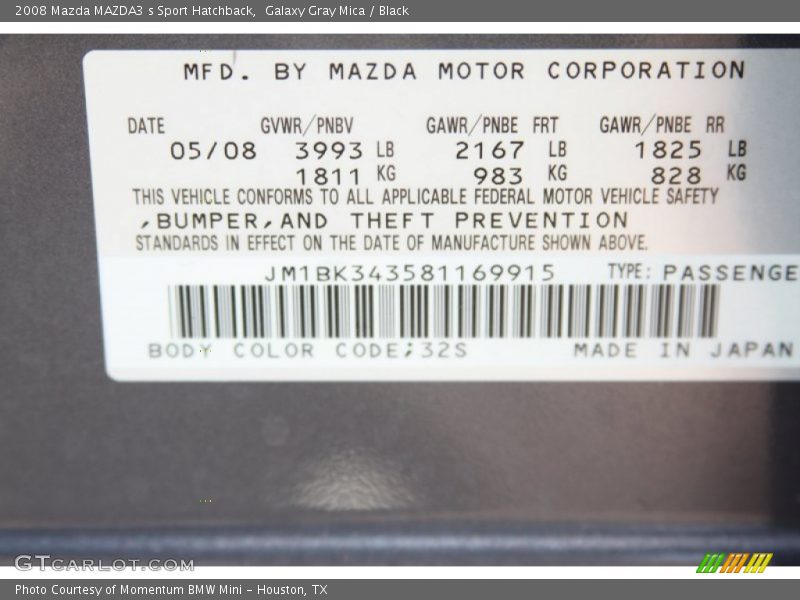 2008 Mazda MAZDA3 s Sport Hatchback,  Galaxy Gray Mica / Black
MFD. BY MAZDA MOTOR CORPORATION
DATE GVWR/PNBV GAWR/PNBE FRT GAWR/PNBE RR
05/08 3993 LB 2167 LB 1825 LB
1811 KG 983 KG 828 KG
THIS VEHICLE CONFORMS TO ALL APPLICABLE FEDERAL MOTOR VEHICLE SAFETY
,BUMPER,AND THEFT PREVENTION
STANDARDS IN EFFECT ON THE DATE OF MANUFACTURE SHOWN ABOVE.
JM1BK343581169915 TYPE: PASSENGE
BODY COLOR CODE;32S MADE IN JAPAN
GTCARLOT.COM
Photo Courtesy of Momentum BMW Mini - Houston, TX